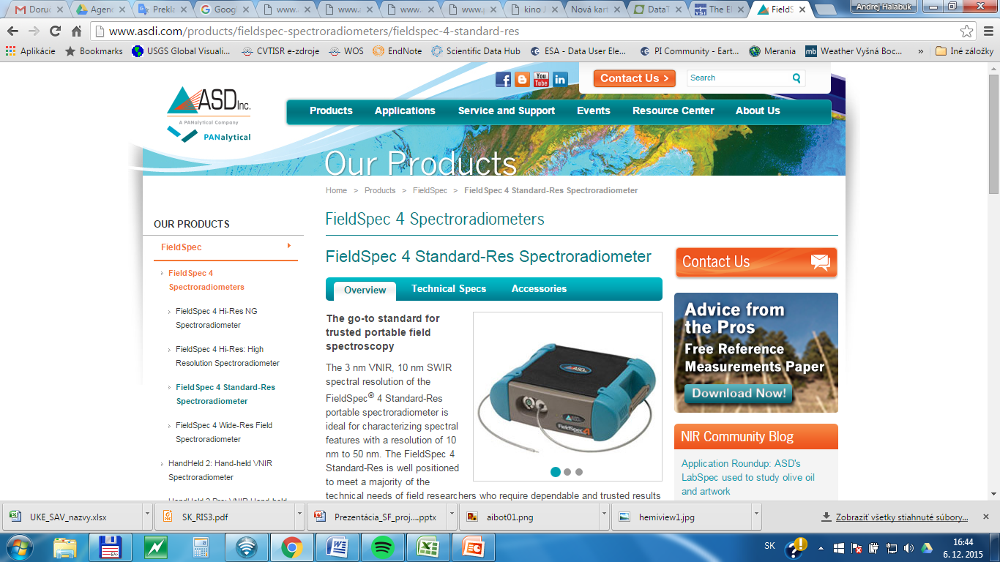 Doruč
Agenc
Prekla
Googl
www.
www.
www.
www.p
kino J
Nová kart
DataT
The El
FieldS
Andrej Halabuk
www.asdi.com/products/fieldspec-spectroradiometers/fieldspec-4-standard-res
Aplikácie
Bookmarks
USGS Global Visuali...
CVTISR e-zdroje
WOS
EndNote
Scientific Data Hub
ESA - Data User Ele...
PI Community - Eart...
Merania
mb Weather Vyšná Boc...
»
Iné záložky
Contact Us >
Search
ASD Inc.
A PANalytical Company
PANalytical
Products
Applications
Service and Support
Events
Resource Center
About Us
Our Products
Home > Products > FieldSpec > FieldSpec 4 Standard-Res Spectroradiometer
OUR PRODUCTS
FieldSpec
FieldSpec 4
Spectroradiometers
FieldSpec 4 Hi-Res NG
Spectroradiometer
FieldSpec 4 Hi-Res: High
Resolution Spectroradiometer
FieldSpec 4 Standard-Res
Spectroradiometer
FieldSpec 4 Wide-Res Field
Spectroradiometer
HandHeld 2: Hand-held VNIR
Spectroradiometer
HandHeld 2 Pro: VNIR Hand-held
FieldSpec 4 Spectroradiometers
FieldSpec 4 Standard-Res Spectroradiometer
Overview
Technical Specs
Accessories
The go-to standard for
trusted portable field
spectroscopy
The 3 nm VNIR, 10 nm SWIR
spectral resolution of the
FieldSpec® 4 Standard-Res
portable spectroradiometer is
ideal for characterizing spectral
features with a resolution of 10
nm to 50 nm. The FieldSpec 4
Standard-Res is well positioned
to meet a majority of the
technical needs of field researchers who require dependable and trusted results
ASD
FieldSpec 4
Contact Us
Advice from
the Pros
Free Reference
Measurements Paper
Download Now!
NIR Community Blog
Application Roundup: ASD's
LabSpec used to study olive oil
and artwork
UKE_SAV_nazvy.xlsx
SK_RIS3.pdf
Prezentácia_SF_proj....pptx
aibot01.png
hemiview1.jpg
Zobraziť všetky stiahnuté súbory...
SK
16:44
6. 12. 2015